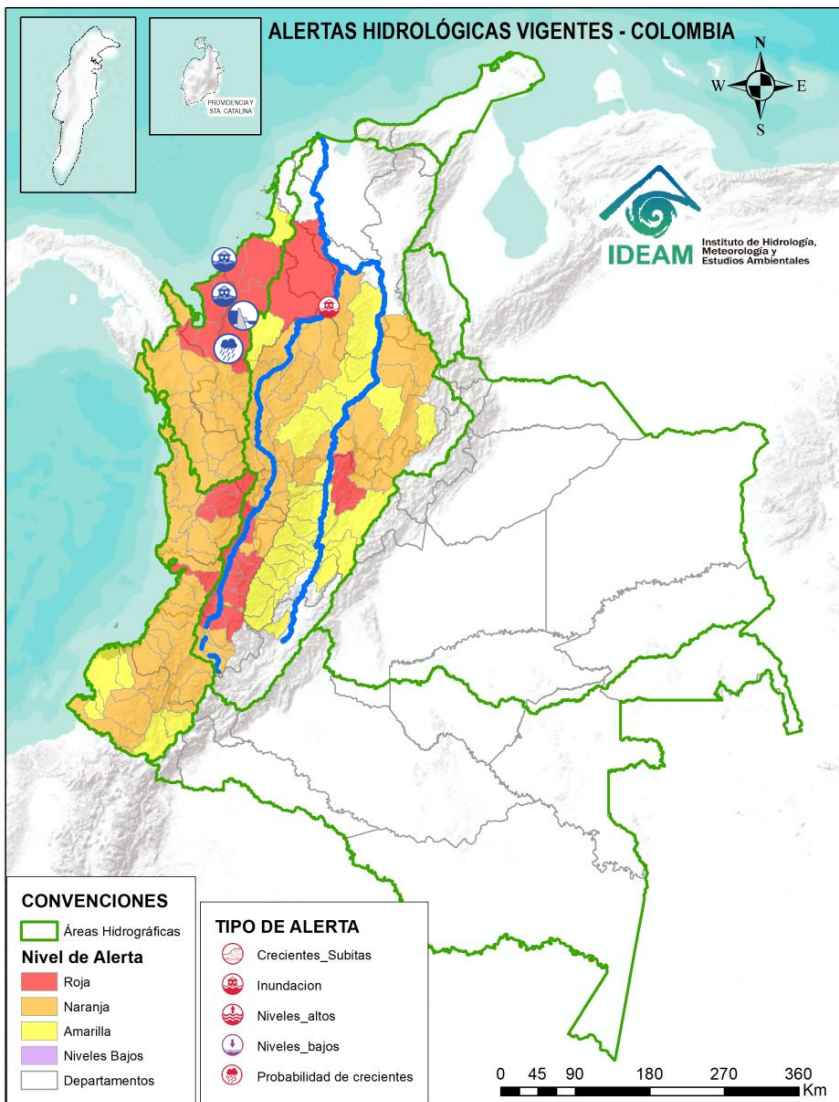 ALERTAS HIDROLÓGICAS VIGENTES - COLOMBIA
PROVIDENCIA Y
STA. CATALINA
N
W
E
S
IDEAM
Instituto de Hidrología,
Meteorología y
Estudios Ambientales
CONVENCIONES
Áreas Hidrográficas
Nivel de Alerta
Roja
Naranja
Amarilla
Niveles Bajos
Departamentos
TIPO DE ALERTA
Crecientes_Subitas
Inundacion
Niveles_altos
Niveles_bajos
Probabilidad de crecientes
0 45 90 180 270 360
Km